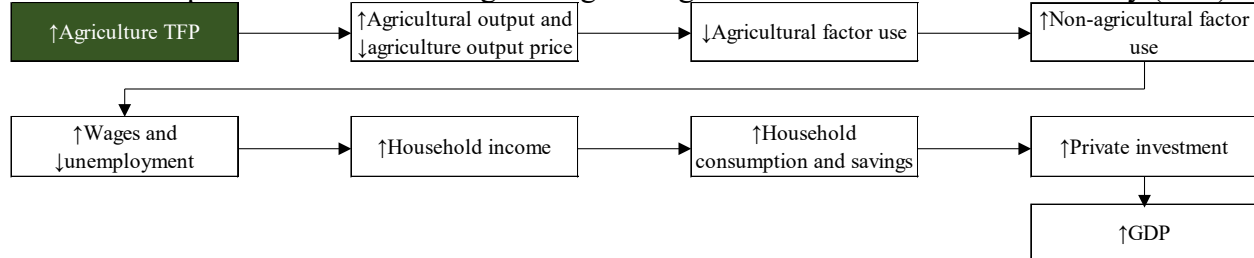 ↑Agriculture TFP
↑Agricultural output and
↓agriculture output price
↓Agricultural factor use
↑Non-agricultural factor
use
↑Wages and
↓unemployment
↑Household income
↑Household
consumption and savings
↑Private investment
↑GDP